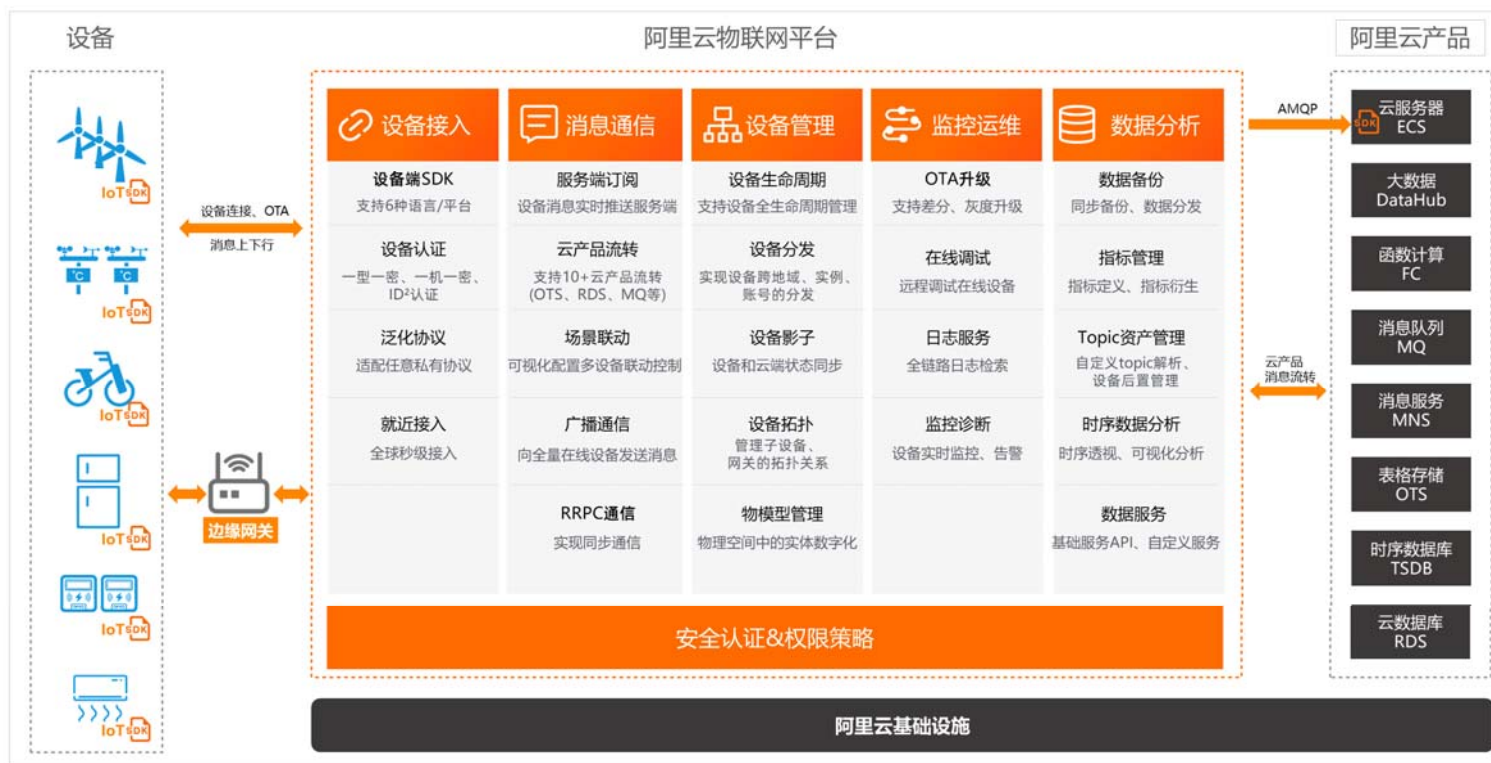 设备
阿里云物联网平台
阿里云产品
IoT SDK
IoT SDK
℃ ℃
IoT SDK
IoT SDK
IoT SDK
IoT SDK
设备连接、OTA
消息上下行
边缘网关
设备接入
设备端SDK
支持6种语言/平台
设备认证
一型一密、一机一密、
ID²认证
泛化协议
适配任意私有协议
就近接入
全球秒级接入
消息通信
服务端订阅
设备消息实时推送服务端
云产品流转
支持10+云产品流转
(OTS、RDS、MQ等)
场景联动
可视化配置多设备联动控制
广播通信
向全量在线设备发送消息
RRPC通信
实现同步通信
设备管理
设备生命周期
支持设备全生命周期管理
设备分发
实现设备跨地域、实例、
账号的分发
设备影子
设备和云端状态同步
设备拓扑
管理子设备、
网关的拓扑关系
物模型管理
物理空间中的实体数字化
监控运维
OTA升级
支持差分、灰度升级
在线调试
远程调试在线设备
日志服务
全链路日志检索
监控诊断
设备实时监控、告警
数据分析
数据备份
同步备份、数据分发
指标管理
指标定义、指标衍生
Topic资产管理
自定义topic解析、
设备后置管理
时序数据分析
时序透视、可视化分析
数据服务
基础服务API、自定义服务
安全认证&权限策略
阿里云基础设施
AMQP
云产品
消息流转
SDK
云服务器
ECS
大数据
DataHub
函数计算
FC
消息队列
MQ
消息服务
MNS
表格存储
OTS
时序数据库
TSDB
云数据库
RDS